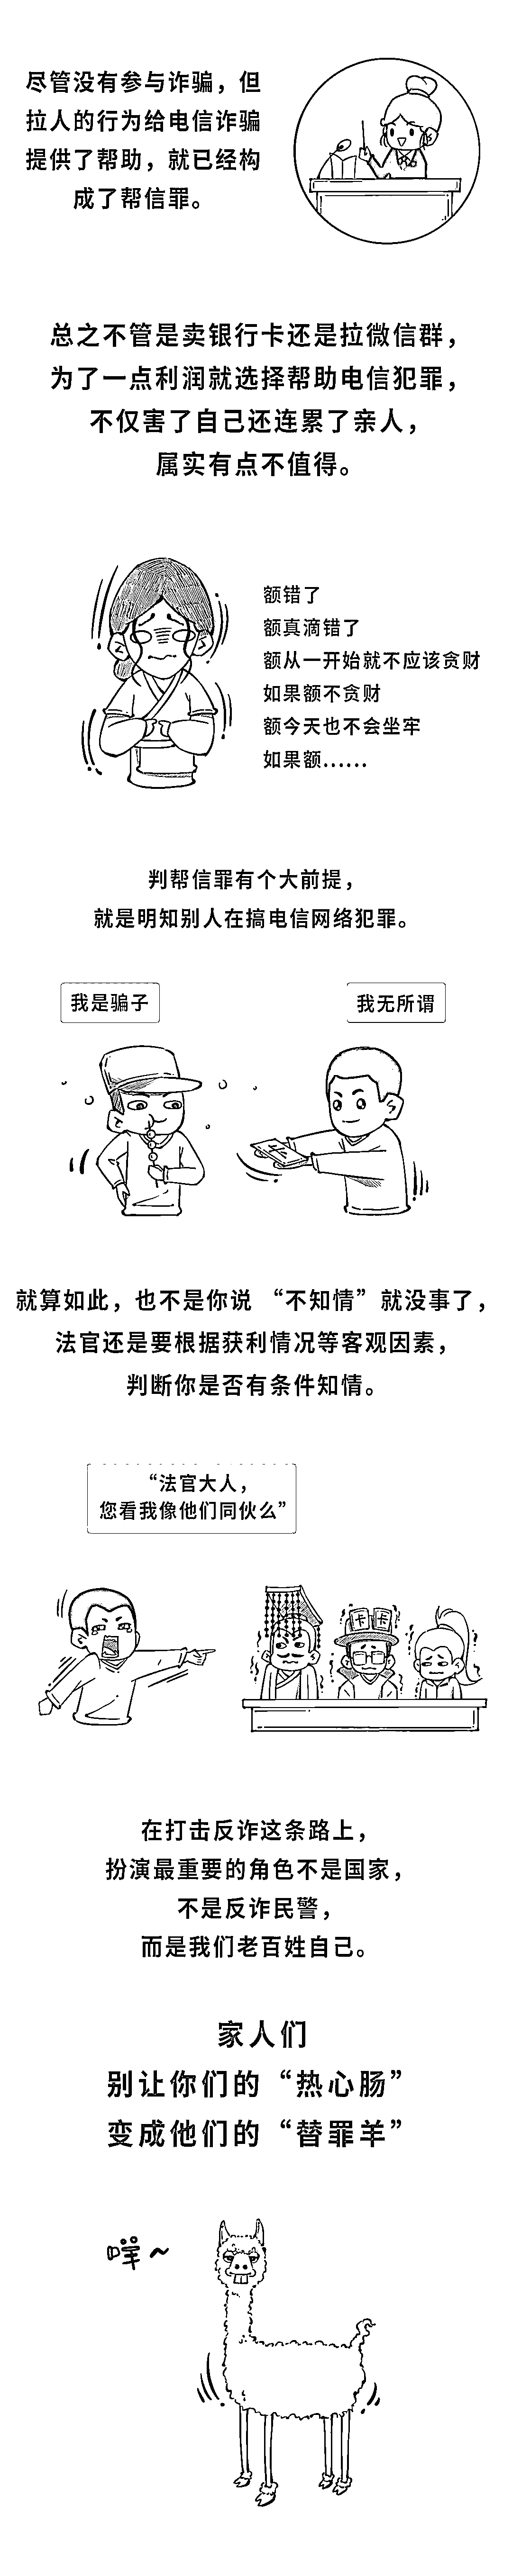 尽管没有参与诈骗，但
拉人的行为给电信诈骗
提供了帮助，就已经构
成了帮信罪。
总之不管是卖银行卡还是拉微信群，
为了一点利润就选择帮助电信犯罪，
不仅害了自己还连累了亲人，
属实有点不值得。
额错了
额真滴错了
额从一开始就不应该贪财
如果额不贪财
额今天也不会坐牢
如果额......
判帮信罪有个大前提，
就是明知别人在搞电信网络犯罪。
我是骗子
我无所谓
卡
就算如此，也不是你说 “不知情”就没事了，
法官还是要根据获利情况等客观因素，
判断你是否有条件知情。
“法官大人，
您看我像他们同伙么”
卡卡
在打击反诈这条路上，
扮演最重要的角色不是国家，
不是反诈民警，
而是我们老百姓自己。
家人们
别让你们的“热心肠”
变成他们的“替罪羊”
咩～